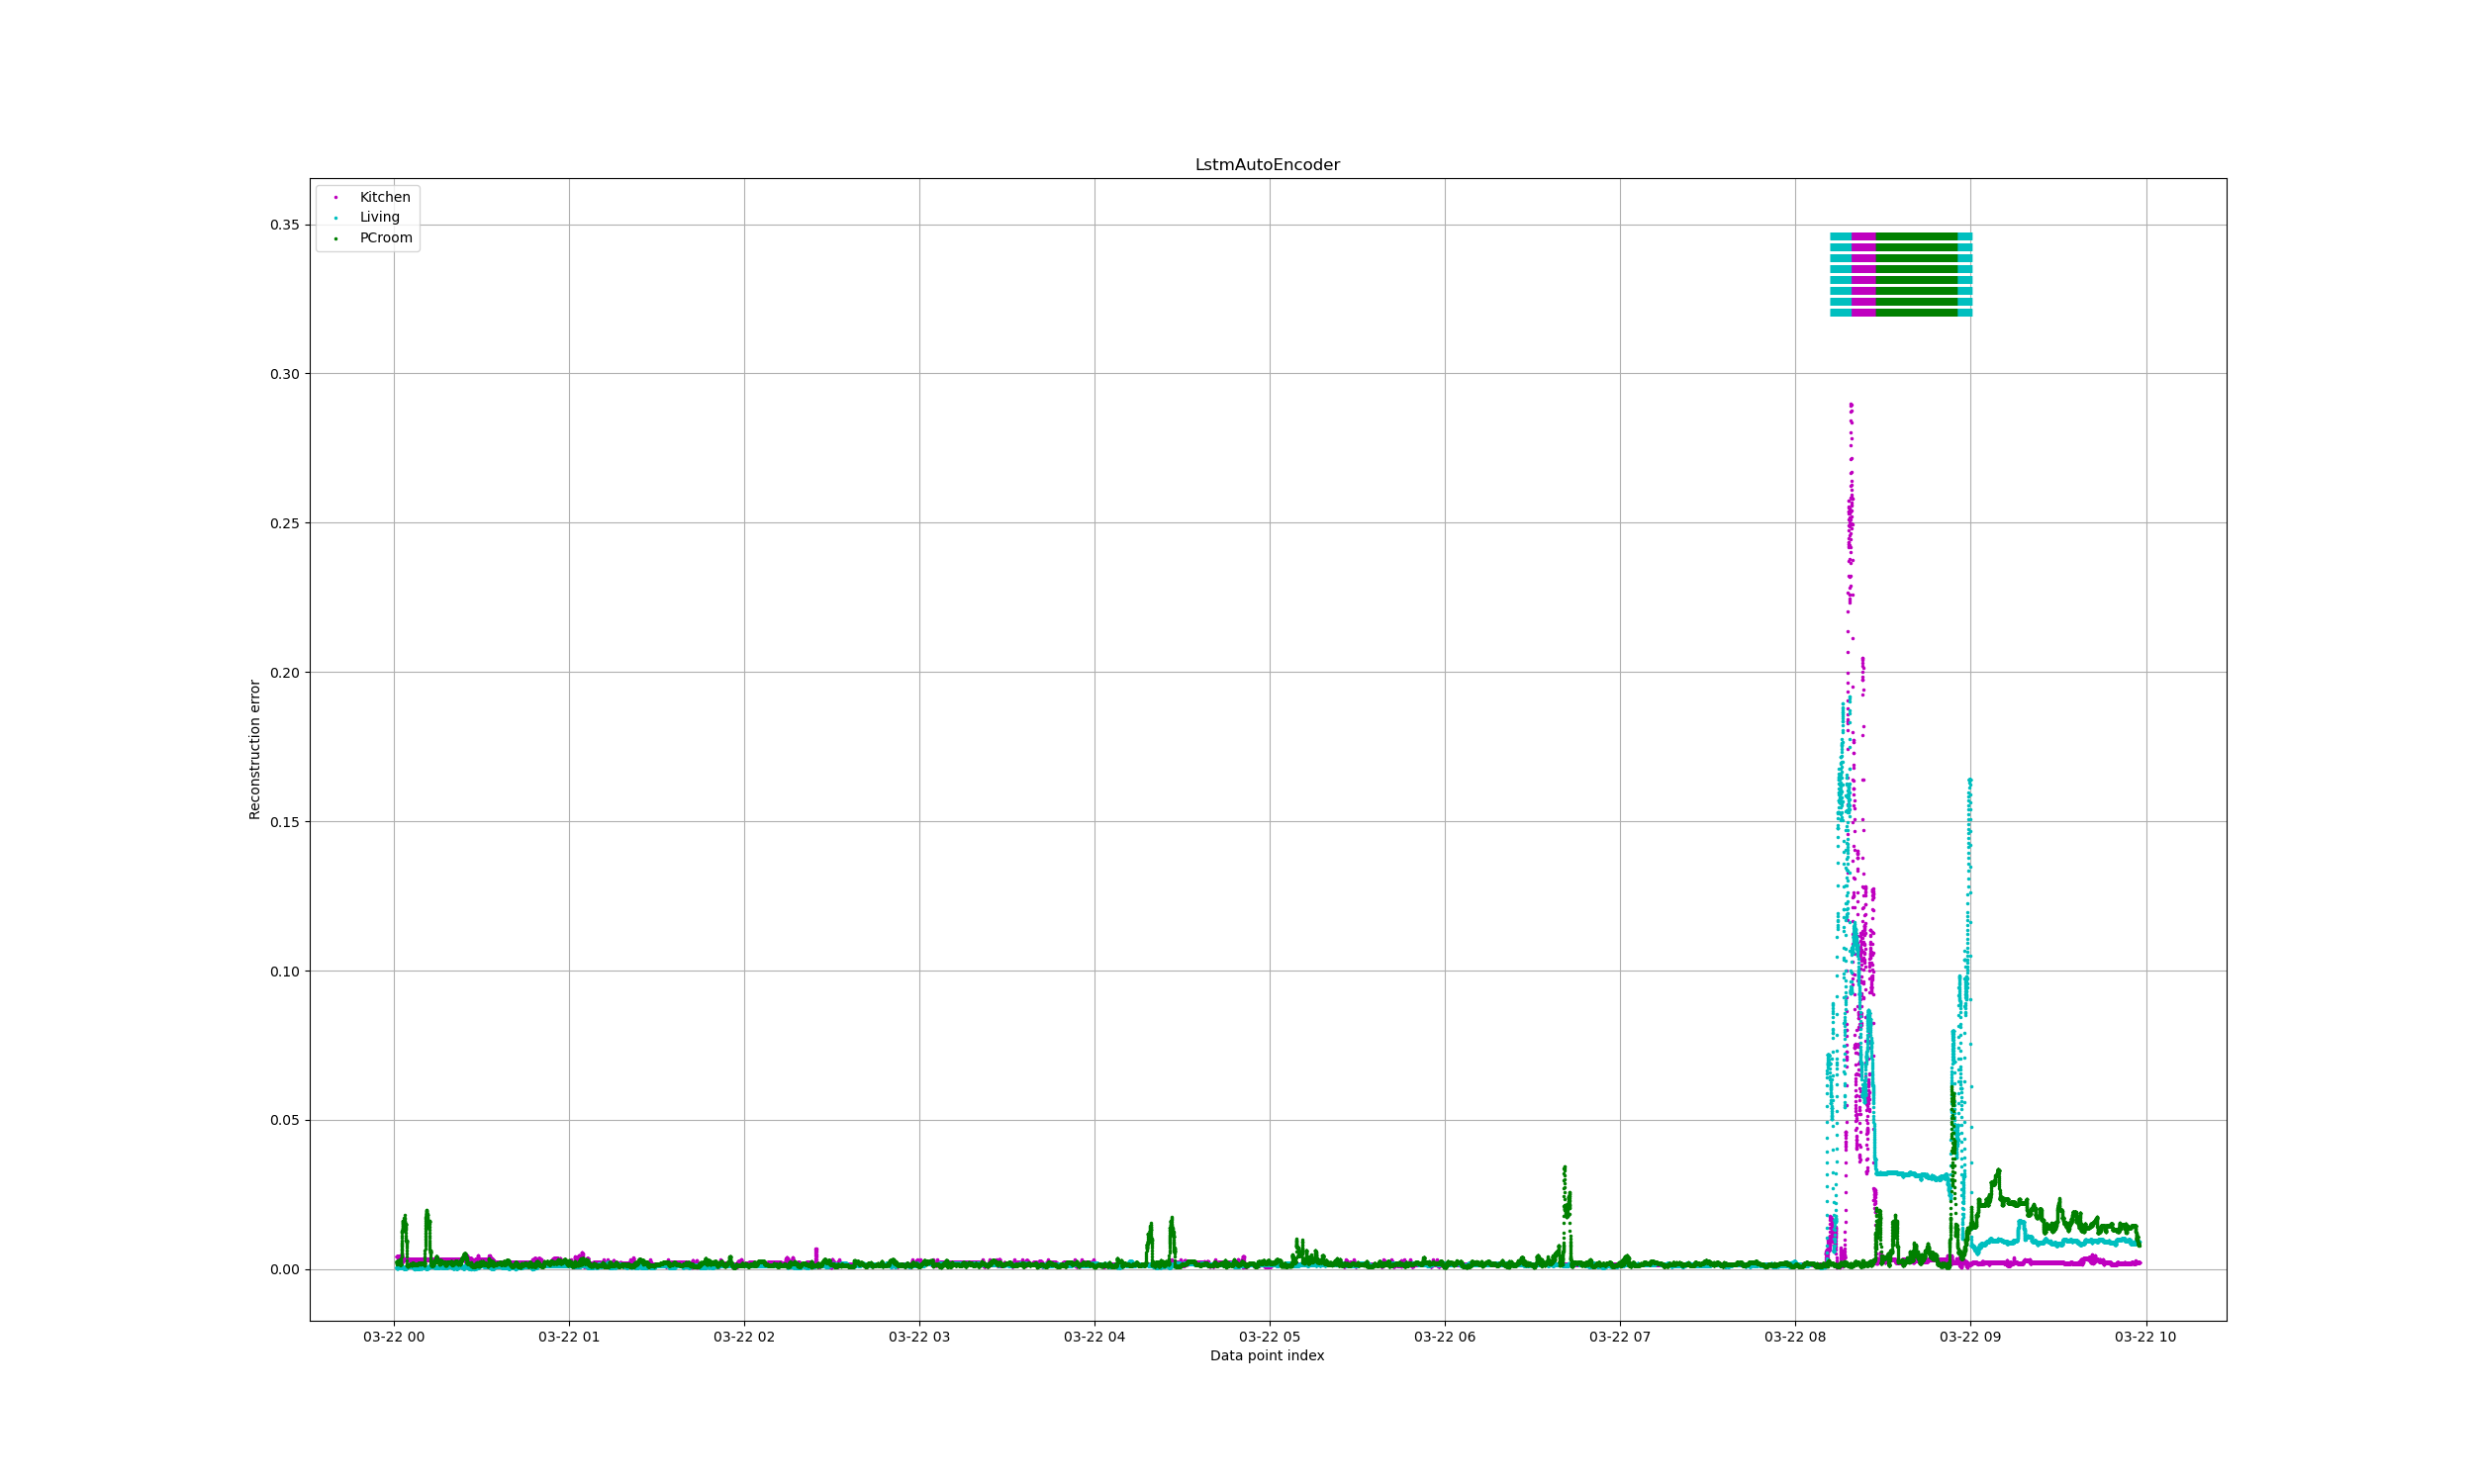 LstmAutoEncoder
Kitchen
Living
PCroom
0.35
0.30
0.25
0.20
0.15
0.10
0.05
0.00
Reconstruction error
03-22 00 03-22 01 03-22 02 03-22 03 03-22 04 03-22 05 03-22 06 03-22 07 03-22 08 03-22 09 03-22 10
Data point index